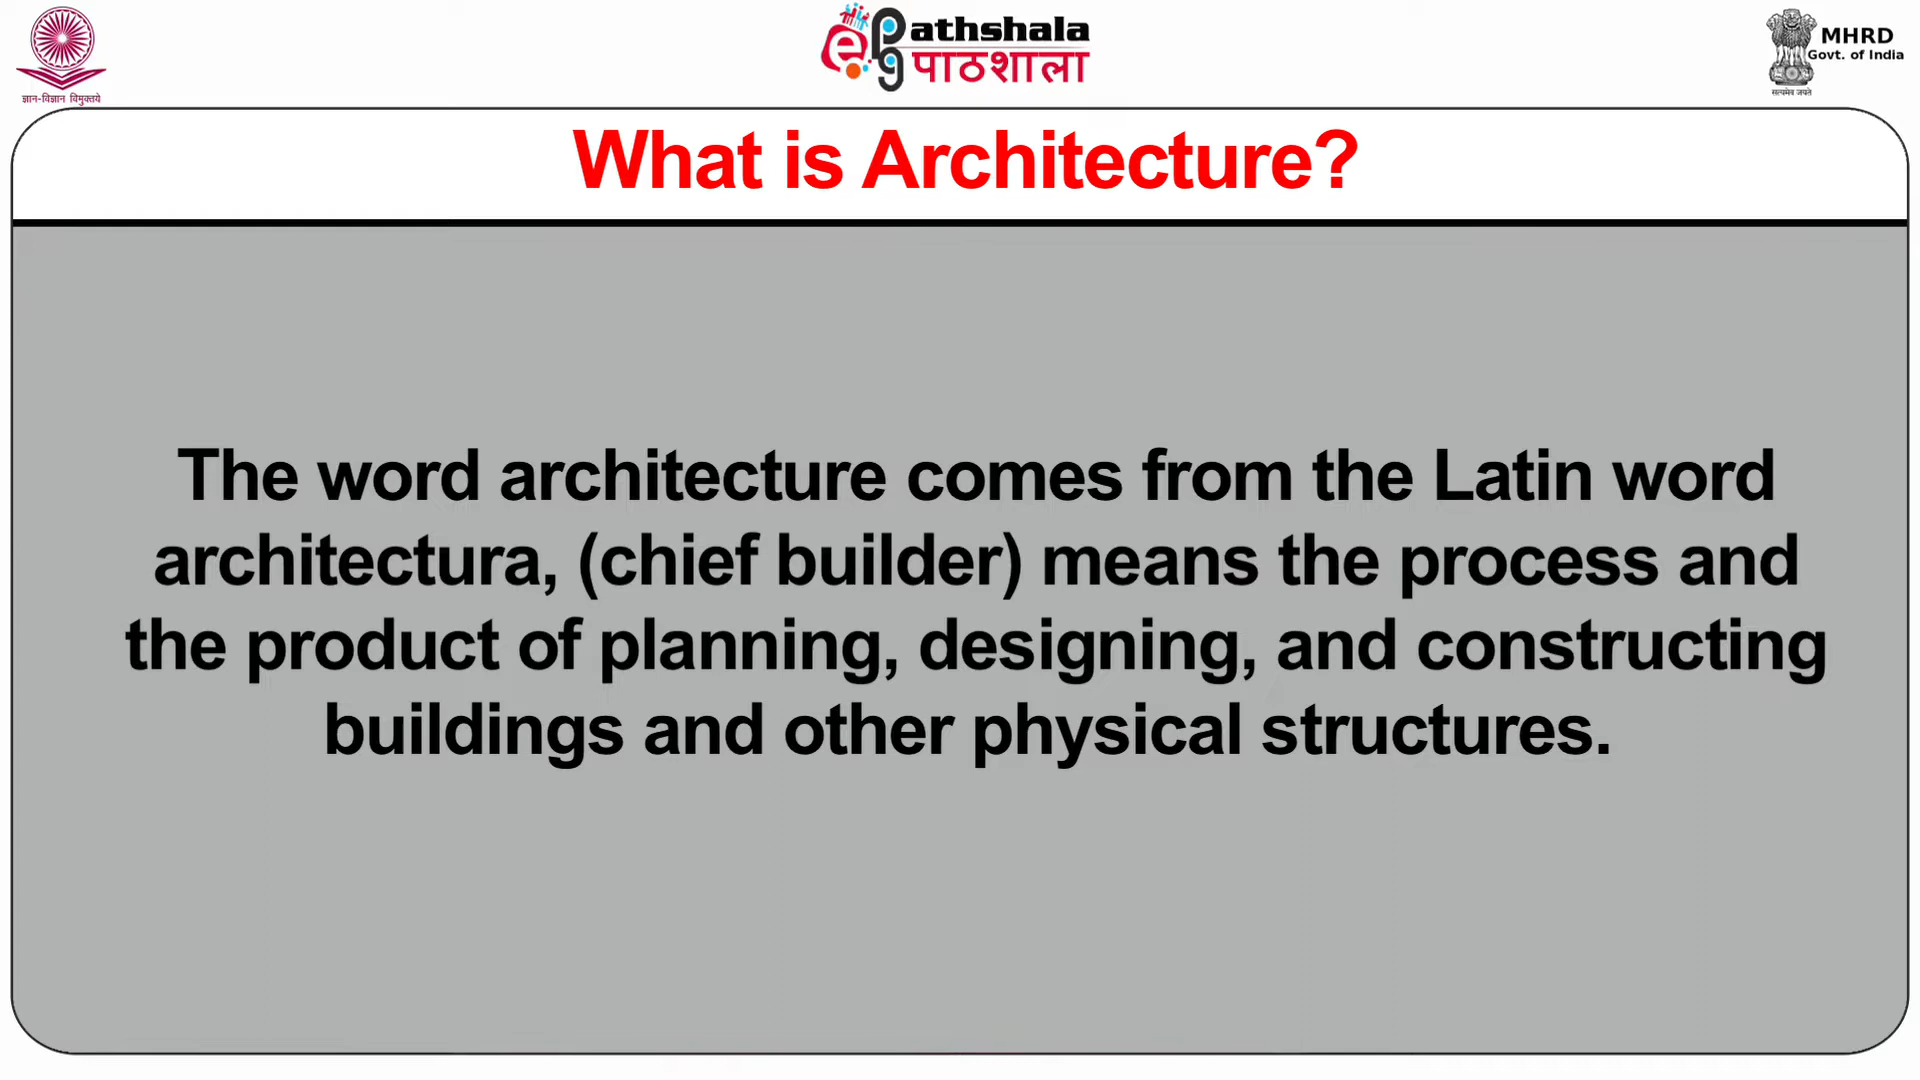 ज्ञान-विज्ञान विमुक्तये
e pg Pathshala
पाठशाला
MHRD
Govt. of India
सत्यमेव जयते
What is Architecture?
The word architecture comes from the Latin word
architectura, (chief builder) means the process and
the product of planning, designing, and constructing
buildings and other physical structures.